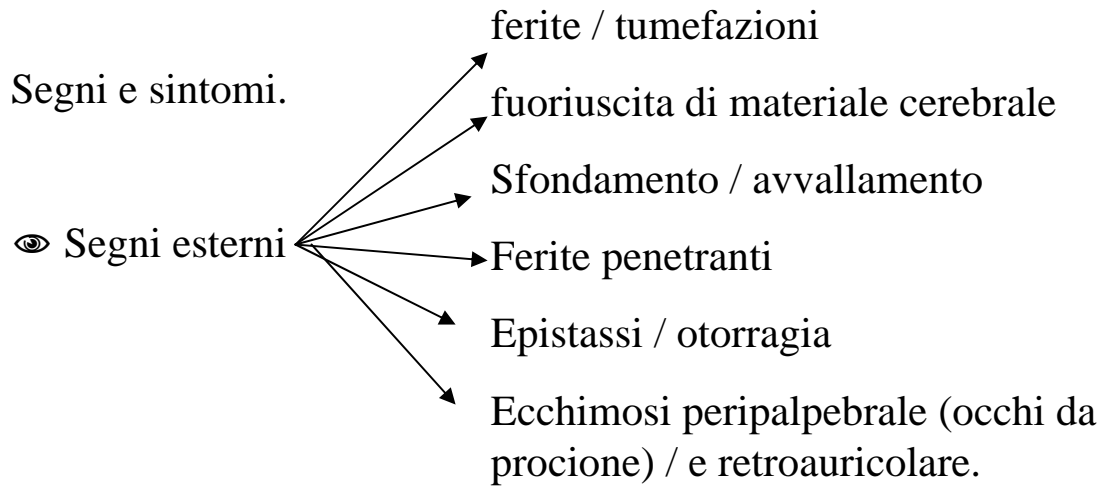 ferite / tumefazioni
Segni e sintomi.
fuoriuscita di materiale cerebrale
Sfondamento / avvallamento
👁 Segni esterni
Ferite penetranti
Epistassi / otorragia
Ecchimosi peripalpebrale (occhi da
procione) / e retroauricolare.